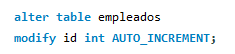 alter table empleados
modify id int AUTO_INCREMENT;